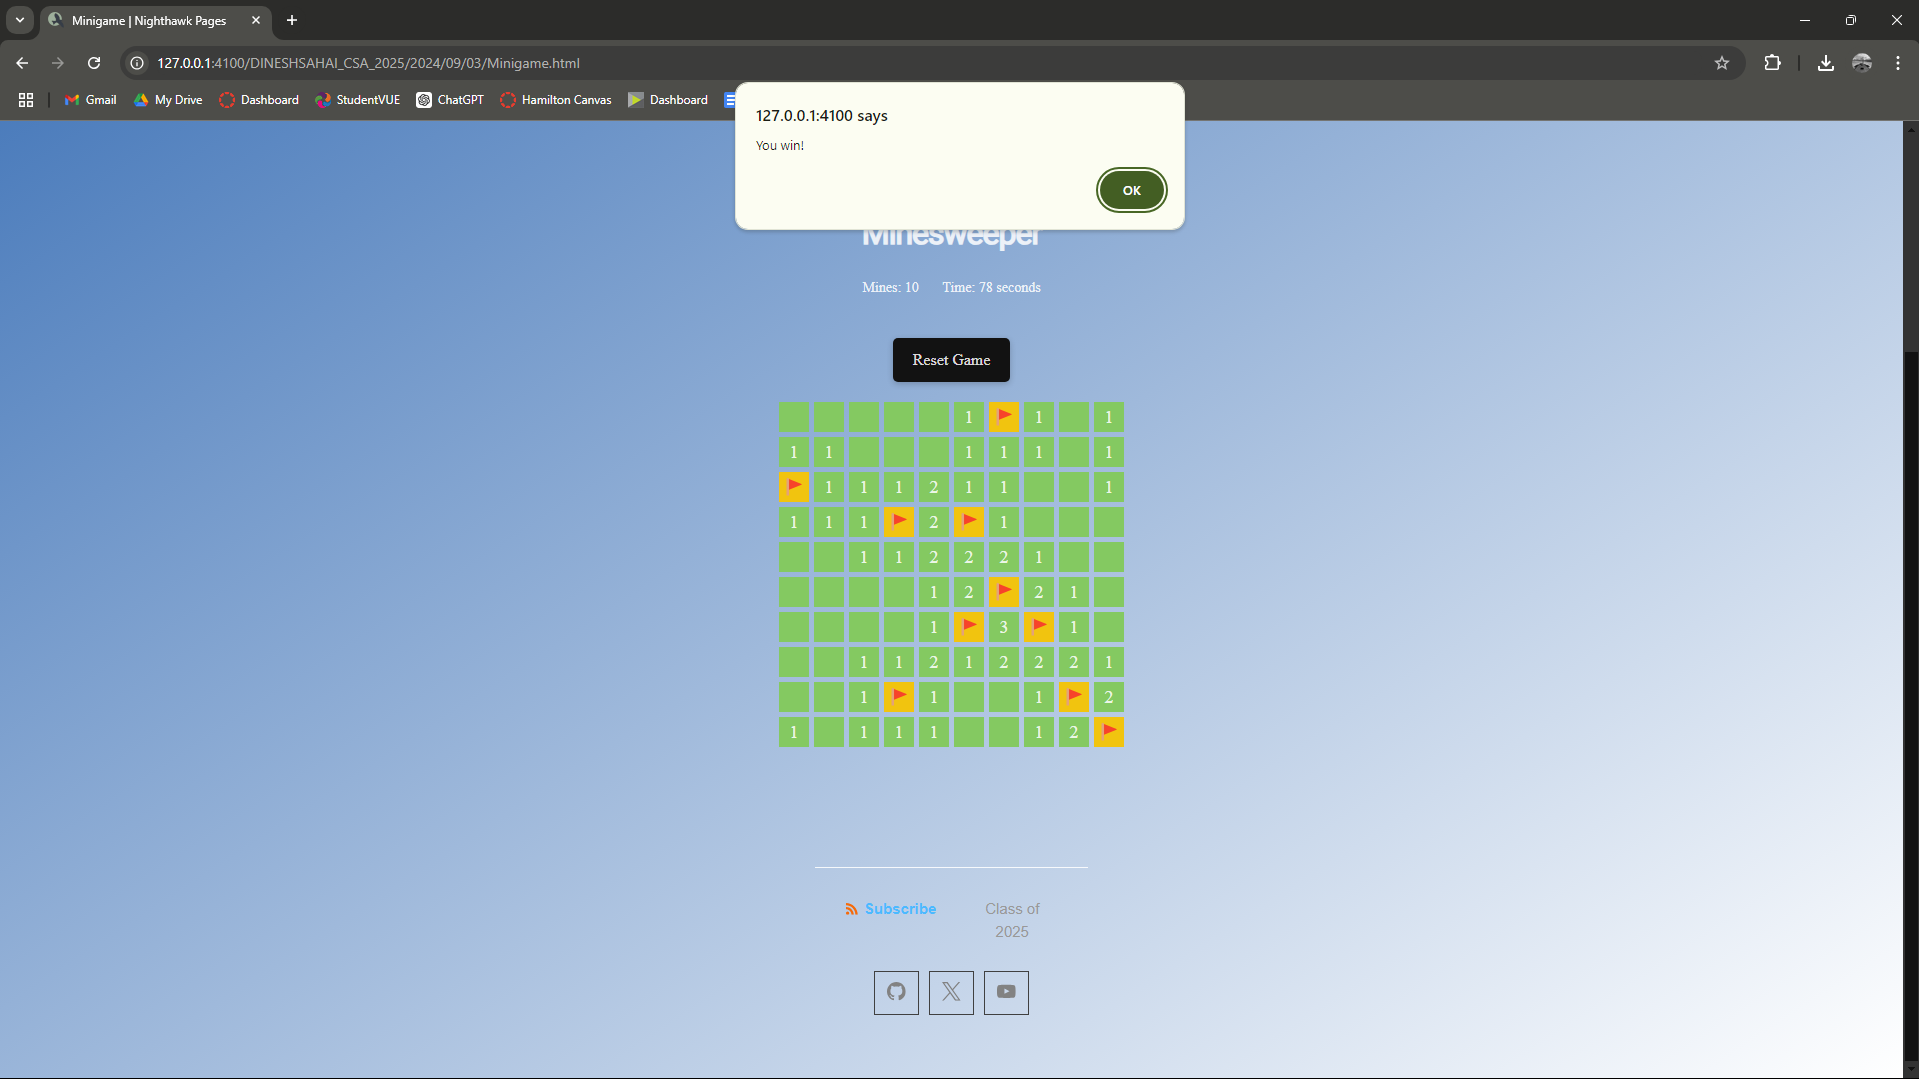 Minigame | Nighthawk Pages
127.0.0.1:4100/DINESHSAHAI_CSA_2025/2024/09/03/Minigame.html
Gmail My Drive Dashboard StudentVUE ChatGPT Hamilton Canvas Dashboard
127.0.0.1:4100 says
You win!
OK
Minesweeper
Mines: 10 Time: 78 seconds
Reset Game
1 1 1
1 1 1 1 1 1
1 1 1 2 1 1 1
1 1 1 2 1
1 1 2 2 2 1
1 2 2 1
1 3 1
1 1 2 1 2 2 2 1
1 1 1 2
1 1 1 1 1 2
Subscribe
Class of
2025